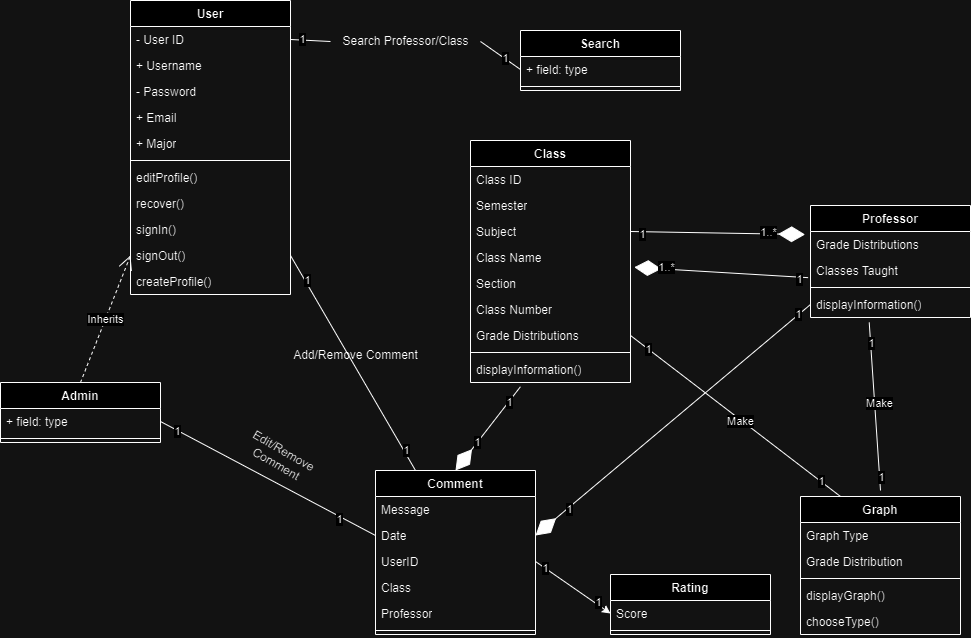 User
- User ID
+ Username
- Password
+ Email
+ Major
editProfile()
recover()
signIn()
signOut()
createProfile()
1
Search Professor/Class
1
Search
+ field: type
Class
Class ID
Semester
Subject
Class Name
Section
Class Number
Grade Distributions
displayInformation()
1
1..*
1..*
1
Professor
Grade Distributions
Classes Taught
displayInformation()
Inherits
1
Add/Remove Comment
1
Admin
+ field: type
1
Edit/Remove
Comment
1
1
1
1
Make
1
1
1
1
Make
1
Comment
Message
Date
UserID
Class
Professor
1
1
Rating
Score
Graph
Graph Type
Grade Distribution
displayGraph()
chooseType()